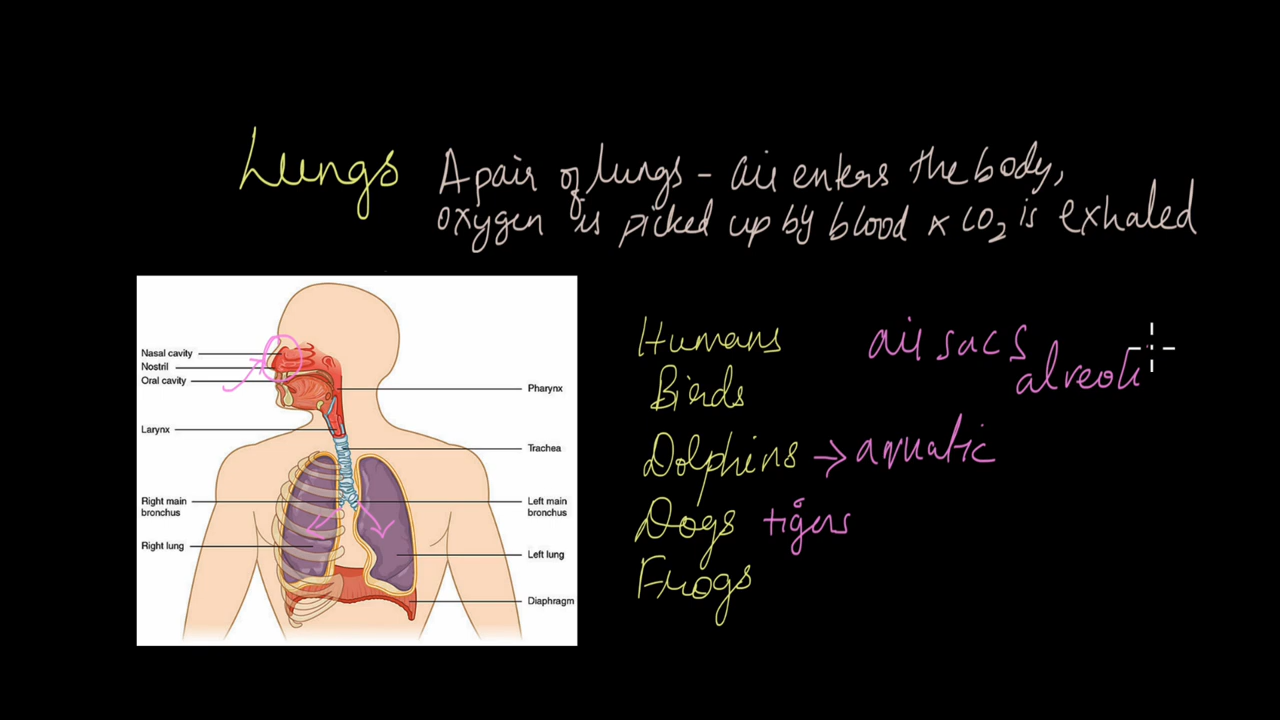 Lungs A pair of lungs - air enters the body,
oxygen is picked up by blood & CO2 is exhaled
Nasal cavity
Nostril
Oral cavity
Pharynx
Larynx
Trachea
Right main
bronchus
Left main
bronchus
Right lung
Left lung
Diaphragm
Humans air sacs
alveoli
Birds
Dolphins → aquatic
Dogs tigers
Frogs